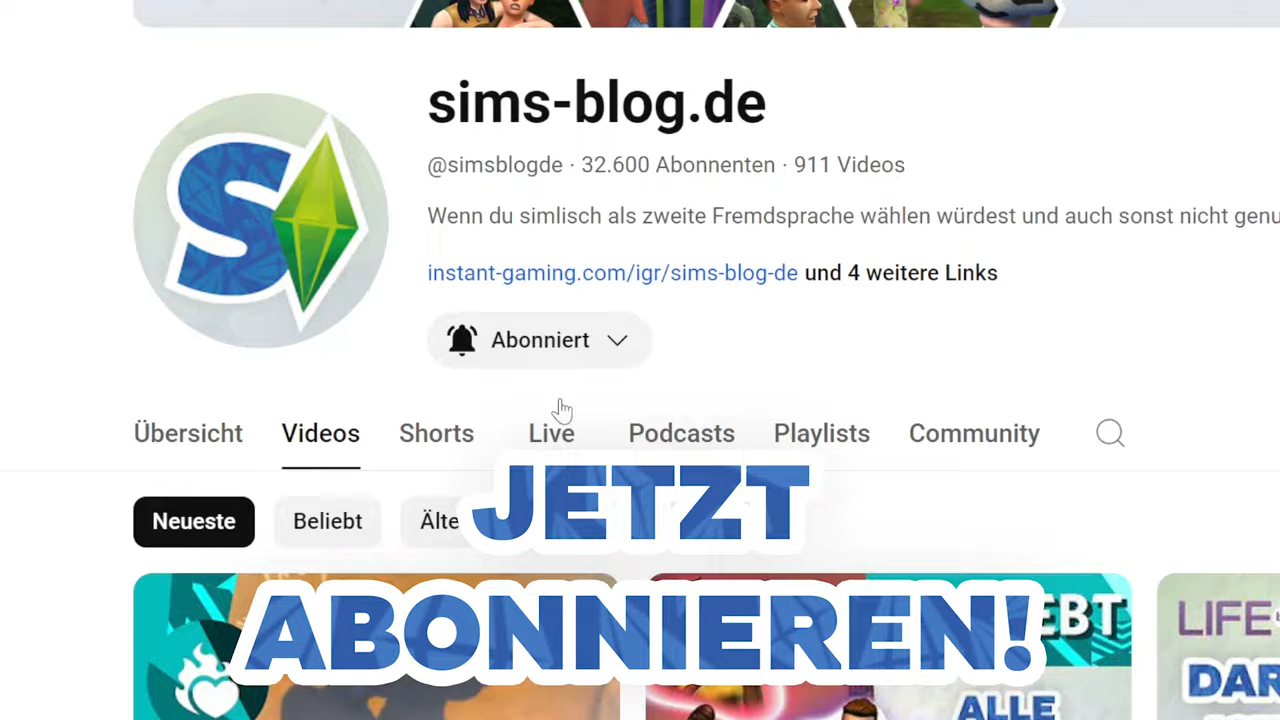 sims-blog.de
@simsblogde · 32.600 Abonnenten · 911 Videos
Wenn du simlisch als zweite Fremdsprache wählen würdest und auch sonst nicht
instant-gaming.com/igr/sims-blog-de und 4 weitere Links
Abonniert
Übersicht Videos Shorts Live Podcasts Playlists Community
Neueste Beliebt
JETZT
ABONNIEREN!
ALLE